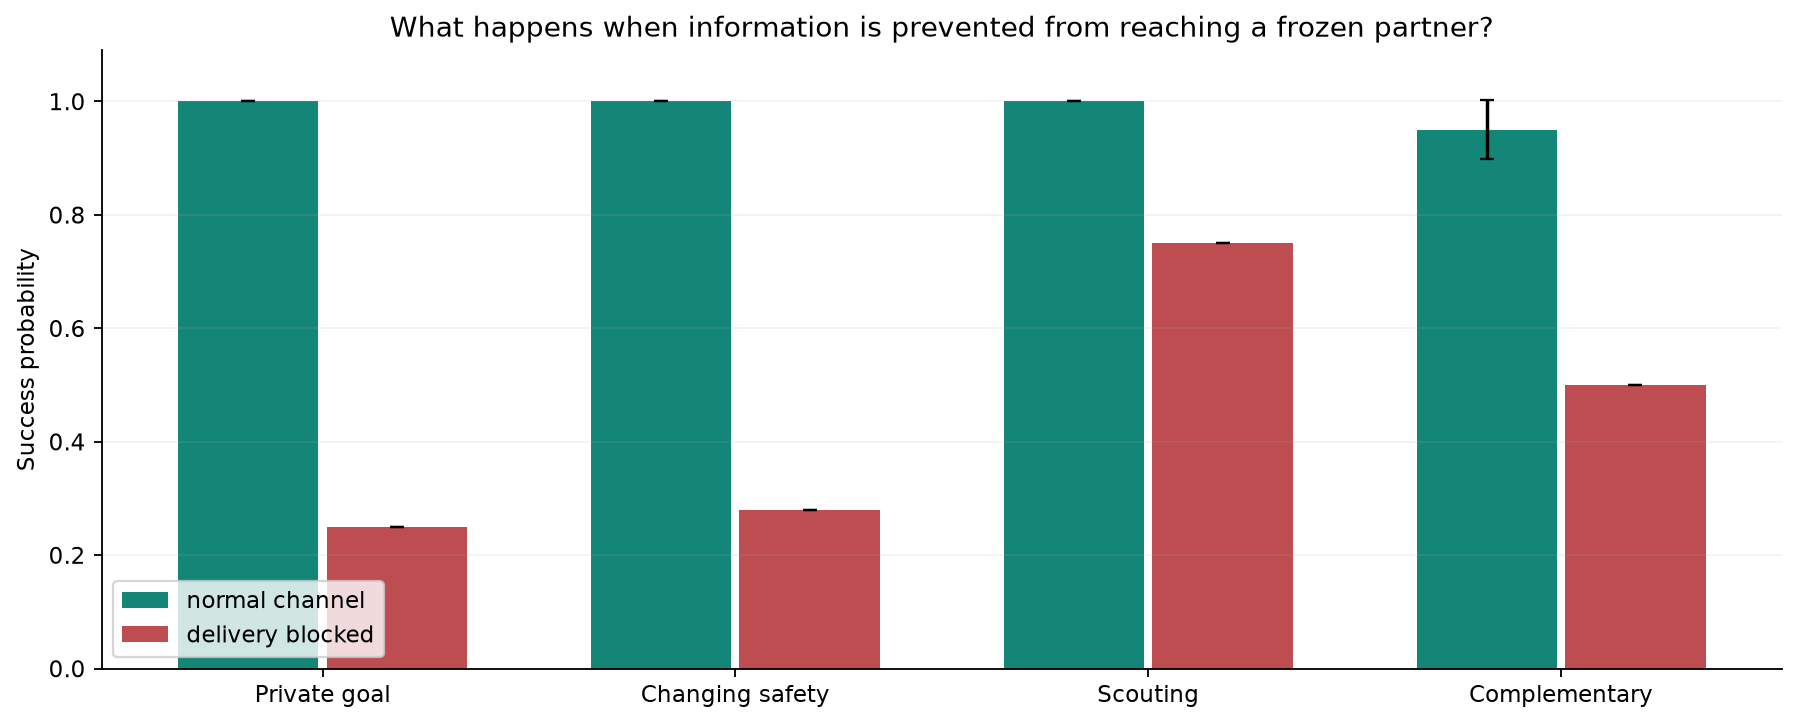 What happens when information is prevented from reaching a frozen partner?
Success probability
1.0
0.8
0.6
0.4
0.2
0.0
normal channel
delivery blocked
Private goal
Changing safety
Scouting
Complementary